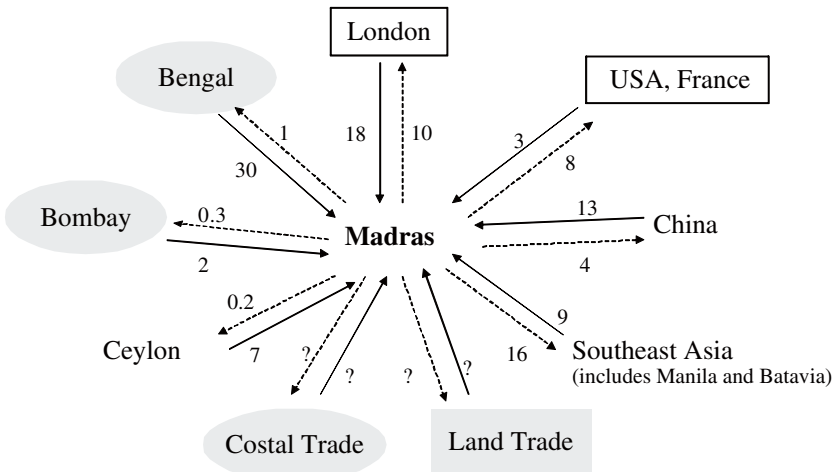 London
Bengal
USA, France
1
18
10
3
30
8
Bombay
0.3
13
Madras
China
2
4
0.2
9
Ceylon
7
?
?
?
?
16
Southeast Asia
(includes Manila and Batavia)
Costal Trade
Land Trade